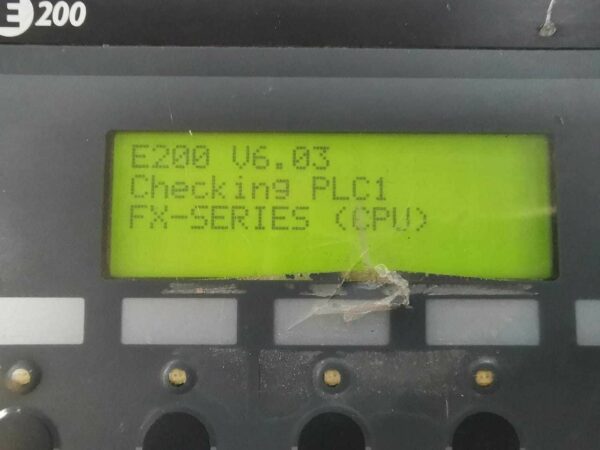 E200
E200 V6.03
Checking PLC1
FX-SERIES (CPU)